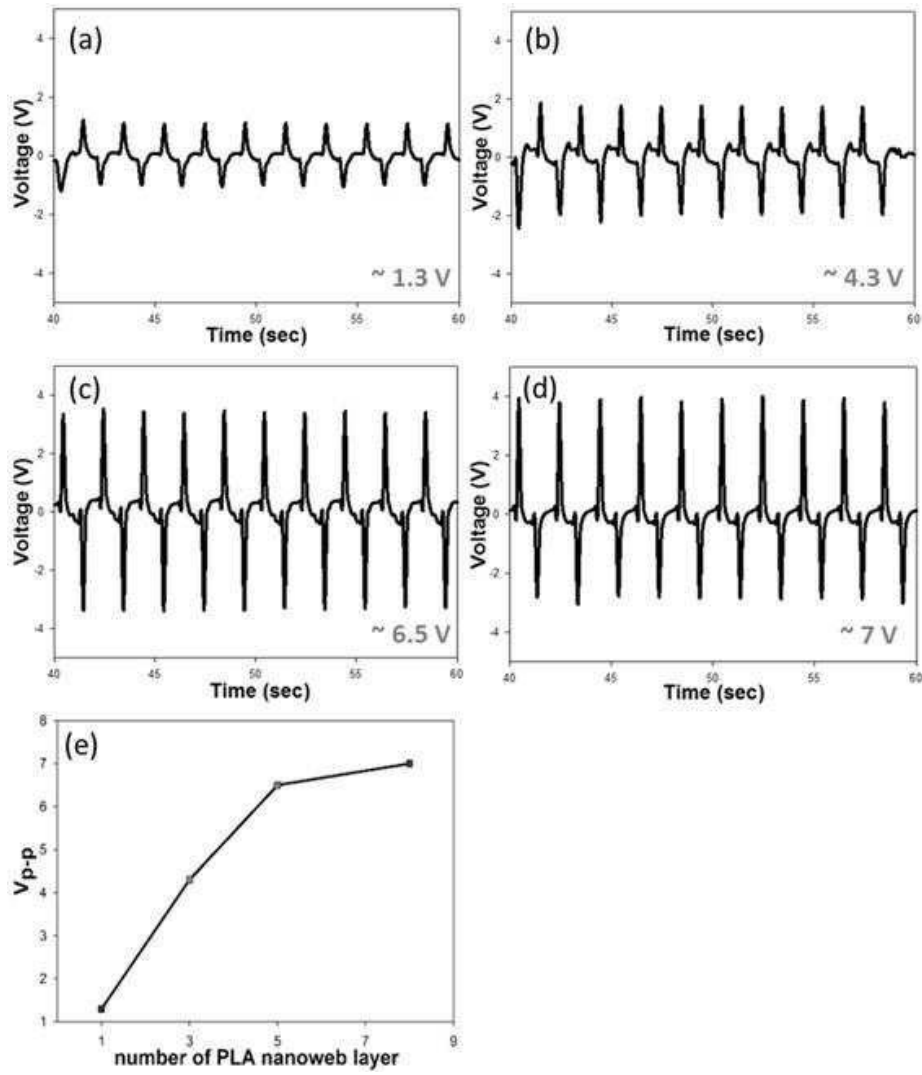 (a)
4
2
0
-2
-4
Voltage (V)
~ 1.3 V
40 45 50 55 60
Time (sec)
(b)
4
2
0
-2
-4
Voltage (V)
~ 4.3 V
40 45 50 55 60
Time (sec)
(c)
4
2
0
-2
-4
Voltage (V)
~ 6.5 V
40 45 50 55 60
Time (sec)
(d)
4
2
0
-2
-4
Voltage (V)
~ 7 V
40 45 50 55 60
Time (sec)
(e)
8
7
6
5
4
3
2
1
Vp-p
1 3 5 7 9
number of PLA nanoweb layer